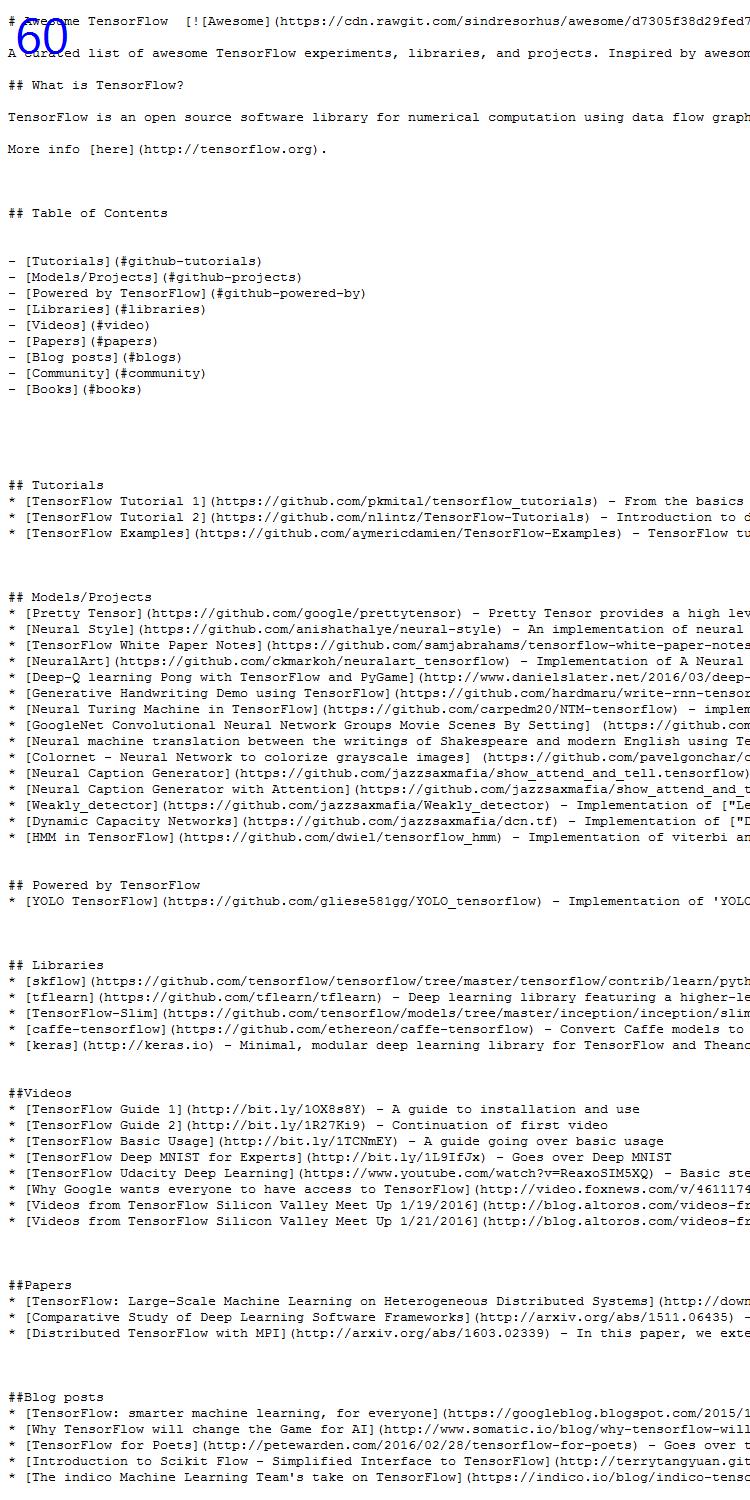 60
# Awesome TensorFlow  [![Awesome](https://cdn.rawgit.com/sindresorhus/awesome/d7305f38d29fed7
A curated list of awesome TensorFlow experiments, libraries, and projects. Inspired by awesom
## What is TensorFlow?
TensorFlow is an open source software library for numerical computation using data flow graph
More info [here](http://tensorflow.org).
## Table of Contents
- [Tutorials](#github-tutorials)
- [Models/Projects](#github-projects)
- [Powered by TensorFlow](#github-powered-by)
- [Libraries](#libraries)
- [Videos](#video)
- [Papers](#papers)
- [Blog posts](#blogs)
- [Community](#community)
- [Books](#books)
## Tutorials
* [TensorFlow Tutorial 1](https://github.com/pkmital/tensorflow_tutorials) - From the basics
* [TensorFlow Tutorial 2](https://github.com/nlintz/TensorFlow-Tutorials) - Introduction to d
* [TensorFlow Examples](https://github.com/aymericdamien/TensorFlow-Examples) - TensorFlow tu
## Models/Projects
* [Pretty Tensor](https://github.com/google/prettytensor) - Pretty Tensor provides a high lev
* [Neural Style](https://github.com/anishathalye/neural-style) - An implementation of neural
* [TensorFlow White Paper Notes](https://github.com/samjabrahams/tensorflow-white-paper-notes
* [NeuralArt](https://github.com/ckmarkoh/neuralart_tensorflow) - Implementation of A Neural
* [Deep-Q learning Pong with TensorFlow and PyGame](http://www.danielslater.net/2016/03/deep-
* [Generative Handwriting Demo using TensorFlow](https://github.com/hardmaru/write-rnn-tensor
* [Neural Turing Machine in TensorFlow](https://github.com/carpedm20/NTM-tensorflow) - implem
* [GoogleNet Convolutional Neural Network Groups Movie Scenes By Setting] (https://github.com
* [Neural machine translation between the writings of Shakespeare and modern English using Te
* [Colornet - Neural Network to colorize grayscale images] (https://github.com/pavelgonchar/c
* [Neural Caption Generator](https://github.com/jazzsaxmafia/show_attend_and_tell.tensorflow)
* [Neural Caption Generator with Attention](https://github.com/jazzsaxmafia/show_attend_and_t
* [Weakly_detector](https://github.com/jazzsaxmafia/Weakly_detector) - Implementation of ["Le
* [Dynamic Capacity Networks](https://github.com/jazzsaxmafia/dcn.tf) - Implementation of ["D
* [HMM in TensorFlow](https://github.com/dwiel/tensorflow_hmm) - Implementation of viterbi an
## Powered by TensorFlow
* [YOLO TensorFlow](https://github.com/gliese581gg/YOLO_tensorflow) - Implementation of 'YOLO
## Libraries
* [skflow](https://github.com/tensorflow/tensorflow/tree/master/tensorflow/contrib/learn/pyth
* [tflearn](https://github.com/tflearn/tflearn) - Deep learning library featuring a higher-le
* [TensorFlow-Slim](https://github.com/tensorflow/models/tree/master/inception/inception/slim
* [caffe-tensorflow](https://github.com/ethereon/caffe-tensorflow) - Convert Caffe models to
* [keras](http://keras.io) - Minimal, modular deep learning library for TensorFlow and Theano
##Videos
* [TensorFlow Guide 1](http://bit.ly/1OX8s8Y) - A guide to installation and use
* [TensorFlow Guide 2](http://bit.ly/1R27Ki9) - Continuation of first video
* [TensorFlow Basic Usage](http://bit.ly/1TCNmEY) - A guide going over basic usage
* [TensorFlow Deep MNIST for Experts](http://bit.ly/1L9IfJx) - Goes over Deep MNIST
* [TensorFlow Udacity Deep Learning](https://www.youtube.com/watch?v=ReaxoSIM5XQ) - Basic ste
* [Why Google wants everyone to have access to TensorFlow](http://video.foxnews.com/v/4611174
* [Videos from TensorFlow Silicon Valley Meet Up 1/19/2016](http://blog.altoros.com/videos-fr
* [Videos from TensorFlow Silicon Valley Meet Up 1/21/2016](http://blog.altoros.com/videos-fr
##Papers
* [TensorFlow: Large-Scale Machine Learning on Heterogeneous Distributed Systems](http://down
* [Comparative Study of Deep Learning Software Frameworks](http://arxiv.org/abs/1511.06435) -
* [Distributed TensorFlow with MPI](http://arxiv.org/abs/1603.02339) - In this paper, we exte
##Blog posts
* [TensorFlow: smarter machine learning, for everyone](https://googleblog.blogspot.com/2015/1
* [Why TensorFlow will change the Game for AI](http://www.somatic.io/blog/why-tensorflow-will
* [TensorFlow for Poets](http://petewarden.com/2016/02/28/tensorflow-for-poets) - Goes over t
* [Introduction to Scikit Flow - Simplified Interface to TensorFlow](http://terrytangyuan.git
* [The indico Machine Learning Team's take on TensorFlow](https://indico.io/blog/indico-tenso